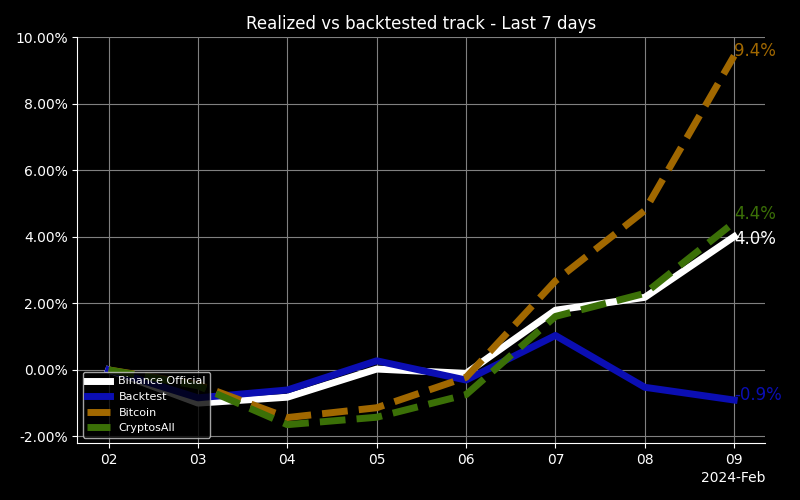 Realized vs backtested track - Last 7 days
10.00%
8.00%
6.00%
4.00%
2.00%
0.00%
-2.00%
9.4%
4.4%
4.0%
-0.9%
Binance Official
Backtest
Bitcoin
CryptosAll
02 03 04 05 06 07 08 09
2024-Feb